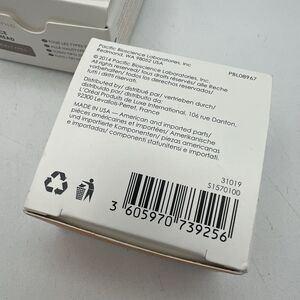 Pacific Bioscience Laboratories, Inc
Redmond, WA 98052 USA
PBL08967
© 2014 Pacific Bioscience Laboratories, Inc
All rights reserved/ tous droits réservés/ alle Rechte
vorbehalten/ todos los derechos reservados/
tutti i diritti riservati
Distributed by/ distribué par/ vertrieben durch/
distribuido por/ distribuito da:
L'Oréal Produits de Luxe International, 106 rue Danton,
92300 Levallois-Perret, France
MADE IN USA— American and imported parts/
pièces américaines et importées/ Amerikanische
und importierte Komponenten/ piezas americanas
e importadas/ componenti statunitensi e importati
31019
S1570100
3 605970 739256